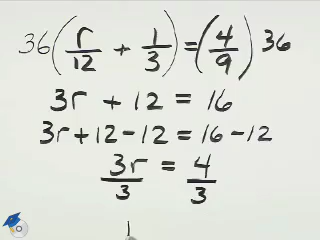 36(r/12 + 1/3) = (4/9) 36
3r + 12 = 16
3r + 12 - 12 = 16 - 12
3r/3 = 4/3